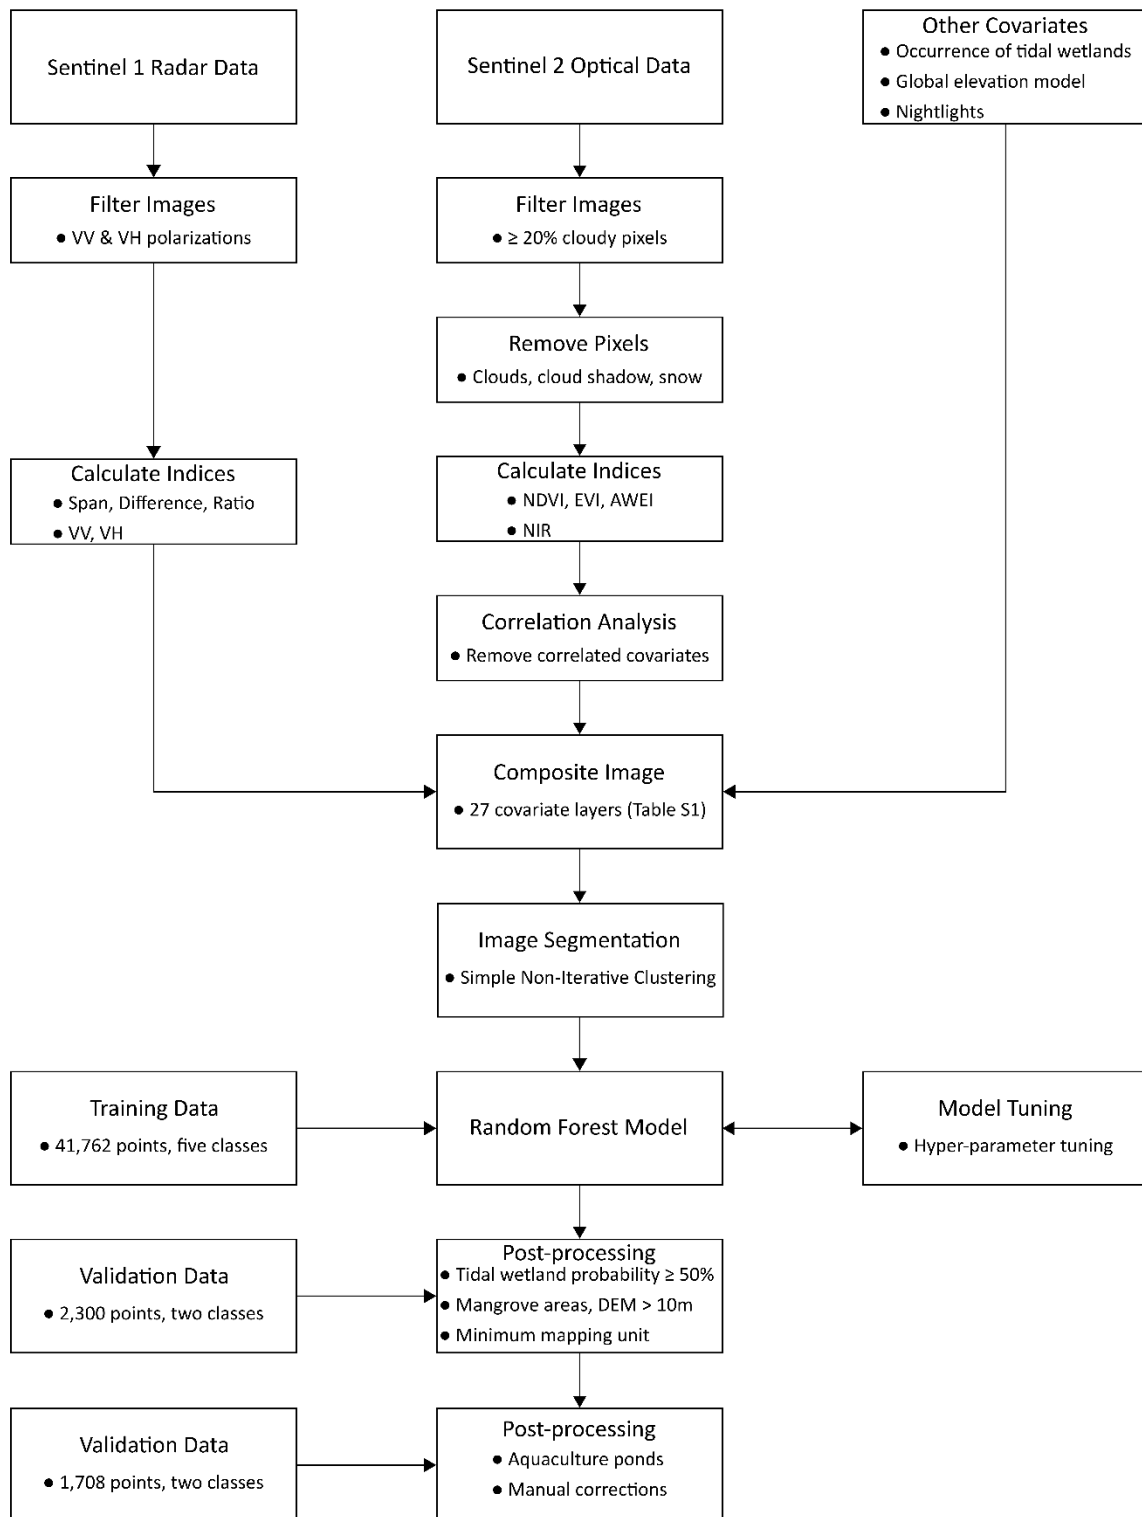 Sentinel 1 Radar Data
Sentinel 2 Optical Data
Other Covariates
● Occurrence of tidal wetlands
● Global elevation model
● Nightlights
Filter Images
● VV & VH polarizations
Filter Images
● ≥ 20% cloudy pixels
Remove Pixels
● Clouds, cloud shadow, snow
Calculate Indices
● Span, Difference, Ratio
● VV, VH
Calculate Indices
● NDVI, EVI, AWEI
● NIR
Correlation Analysis
● Remove correlated covariates
Composite Image
● 27 covariate layers (Table S1)
Image Segmentation
● Simple Non-Iterative Clustering
Training Data
● 41,762 points, five classes
Random Forest Model
Model Tuning
● Hyper-parameter tuning
Validation Data
● 2,300 points, two classes
Post-processing
● Tidal wetland probability ≥ 50%
● Mangrove areas, DEM > 10m
● Minimum mapping unit
Validation Data
● 1,708 points, two classes
Post-processing
● Aquaculture ponds
● Manual corrections